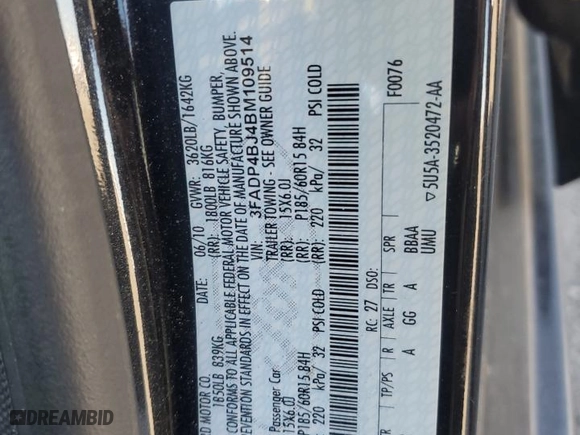 D MOTOR CO. DATE: 06/10 GVWR: 3620LB/1642KG
1850LB 839KG (RR): 1800LB 816KG
CONFORMS TO ALL APPLICABLE FEDERAL MOTOR VEHICLE SAFETY, BUMPER,
EVENTION STANDARDS IN EFFECT ON THE DATE OF MANUFACTURE SHOWN ABOVE.
VIN: 3FADP4BJ4BM109514
Passenger Car TRAILER TOWING - SEE OWNER GUIDE
15X6.0J (RR): 15X6.0J
P185/60R15 84H (RR): P185/60R15 84H
220 kPa/ 32 PSI COLD (RR): 220 kPa/ 32 PSI COLD
RC: 27 DSO: F0076
TP/PS R AXLE TR SPR
A GG A BBAA
UMU
▽5U5A-3520472-AA
DREAMBID